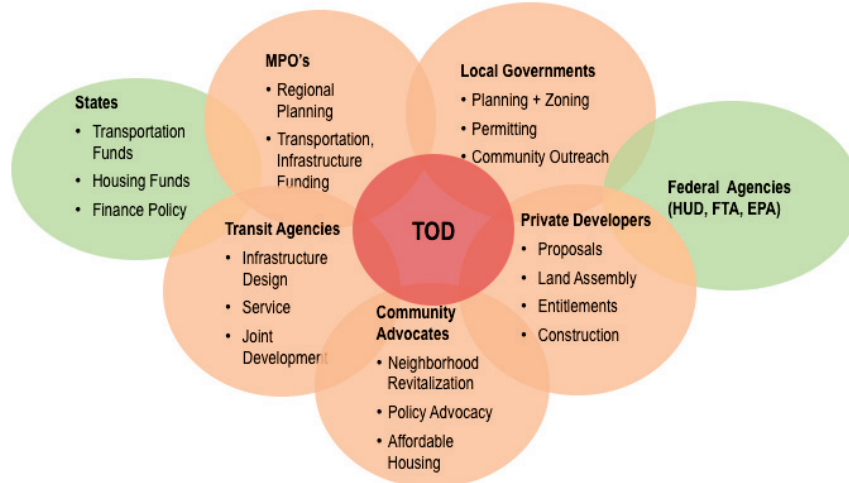 States
• Transportation
Funds
• Housing Funds
• Finance Policy
MPO's
• Regional
Planning
• Transportation,
Infrastructure
Funding
Local Governments
• Planning + Zoning
• Permitting
• Community Outreach
Federal Agencies
(HUD, FTA, EPA)
Transit Agencies
• Infrastructure
Design
• Service
• Joint
Development
TOD
Private Developers
• Proposals
• Land Assembly
• Entitlements
• Construction
Community
Advocates
• Neighborhood
Revitalization
• Policy Advocacy
• Affordable
Housing